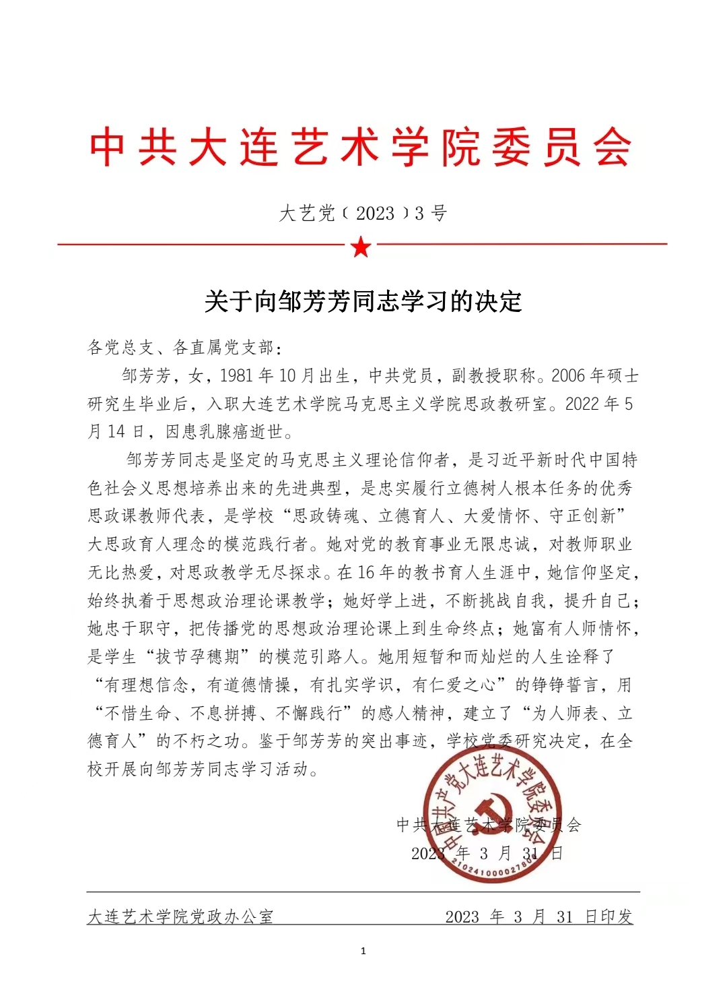 中共大连艺术学院委员会
大艺党﹝2023﹞3 号
关于向邹芳芳同志学习的决定
各党总支、各直属党支部：
邹芳芳，女，1981 年 10 月出生，中共党员，副教授职称。2006 年硕士
研究生毕业后，入职大连艺术学院马克思主义学院思政教研室。2022 年 5
月 14 日，因患乳腺癌逝世。
邹芳芳同志是坚定的马克思主义理论信仰者，是习近平新时代中国特
色社会义思想培养出来的先进典型，是忠实履行立德树人根本任务的优秀
思政课教师代表，是学校“思政铸魂、立德育人、大爱情怀、守正创新”
大思政育人理念的模范践行者。她对党的教育事业无限忠诚，对教师职业
无比热爱，对思政教学无尽探求。在 16 年的教书育人生涯中，她信仰坚定，
始终执着于思想政治理论课教学；她好学上进，不断挑战自我，提升自己；
她忠于职守，把传播党的思想政治理论课上到生命终点；她富有人师情怀，
是学生“拔节孕穗期”的模范引路人。她用短暂和而灿烂的人生诠释了
“有理想信念，有道德情操，有扎实学识，有仁爱之心”的铮铮誓言，用
“不惜生命、不息拼搏、不懈践行”的感人精神，建立了“为人师表、立
德育人”的不朽之功。鉴于邹芳芳的突出事迹，学校党委研究决定，在全
校开展向邹芳芳同志学习活动。
中国共产党大连艺术学院委员会
中共大连艺术学院委员会
2023 年 3 月 31 日
210241000027808
大连艺术学院党政办公室 2023 年 3 月 31 日印发
1